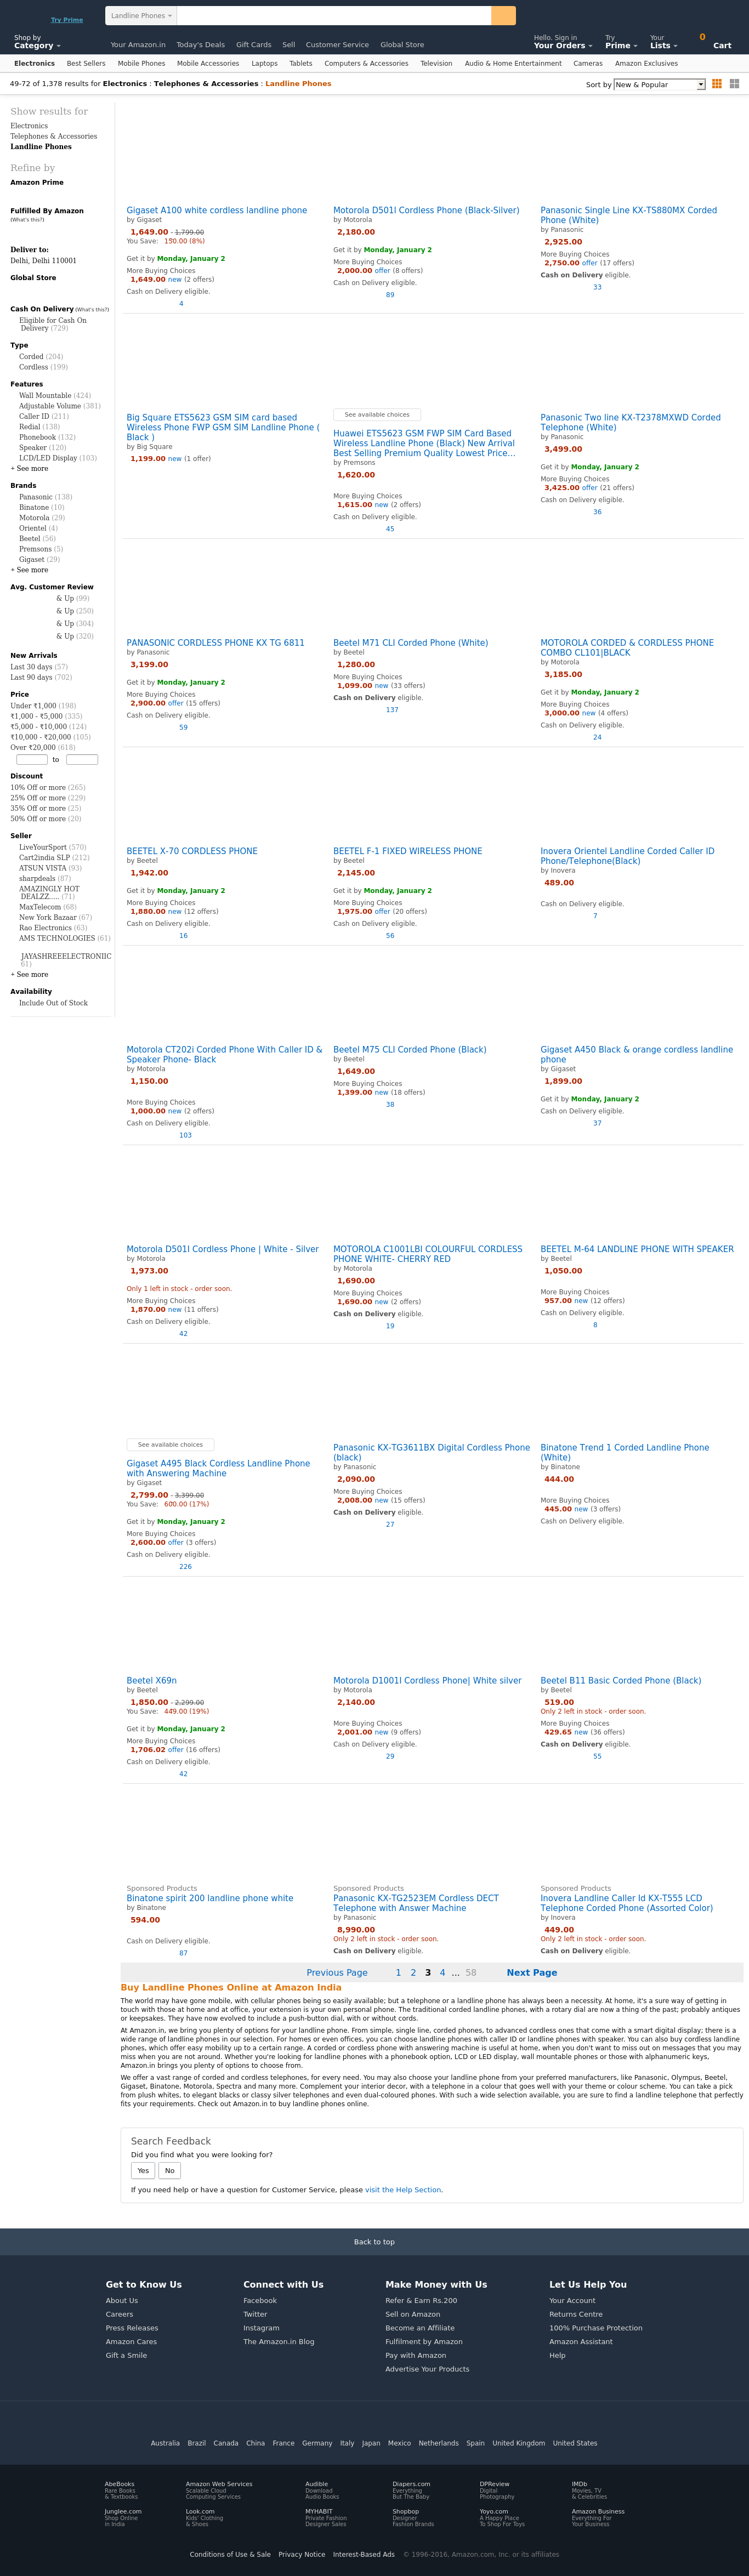 Try Prime
Landline Phones
Shop by
Category
Your Amazon.in
Today's Deals
Gift Cards
Sell
Customer Service
Global Store
Hello. Sign in
Your Orders
Try
Prime
Your
Lists
0
Cart
Electronics
Best Sellers
Mobile Phones
Mobile Accessories
Laptops
Tablets
Computers & Accessories
Television
Audio & Home Entertainment
Cameras
Amazon Exclusives
49-72 of 1,378 results for Electronics : Telephones & Accessories : Landline Phones
Sort by New & Popular
Show results for
Electronics
Telephones & Accessories
Landline Phones
Refine by
Amazon Prime
Fulfilled By Amazon
(What's this?)
Deliver to:
Delhi, Delhi 110001
Global Store
Cash On Delivery (What's this?)
Eligible for Cash On
Delivery (729)
Type
Corded (204)
Cordless (199)
Features
Wall Mountable (424)
Adjustable Volume (381)
Caller ID (211)
Redial (138)
Phonebook (132)
Speaker (120)
LCD/LED Display (103)
+ See more
Brands
Panasonic (138)
Binatone (10)
Motorola (29)
Orientel (4)
Beetel (56)
Premsons (5)
Gigaset (29)
+ See more
Avg. Customer Review
& Up (99)
& Up (250)
& Up (304)
& Up (320)
New Arrivals
Last 30 days (57)
Last 90 days (702)
Price
Under ₹1,000 (198)
₹1,000 - ₹5,000 (335)
₹5,000 - ₹10,000 (124)
₹10,000 - ₹20,000 (105)
Over ₹20,000 (618)
to
Discount
10% Off or more (265)
25% Off or more (229)
35% Off or more (25)
50% Off or more (20)
Seller
LiveYourSport (570)
Cart2india SLP (212)
ATSUN VISTA (93)
sharpdeals (87)
AMAZINGLY HOT
DEALZZ..... (71)
MaxTelecom (68)
New York Bazaar (67)
Rao Electronics (63)
AMS TECHNOLOGIES (61)
JAYASHREEELECTRONIIC
61)
+ See more
Availability
Include Out of Stock
Gigaset A100 white cordless landline phone
by Gigaset
1,649.00 - 1,799.00
You Save: 150.00 (8%)
Get it by Monday, January 2
More Buying Choices
1,649.00 new (2 offers)
Cash on Delivery eligible.
4
Motorola D501I Cordless Phone (Black-Silver)
by Motorola
2,180.00
Get it by Monday, January 2
More Buying Choices
2,000.00 offer (8 offers)
Cash on Delivery eligible.
89
Panasonic Single Line KX-TS880MX Corded
Phone (White)
by Panasonic
2,925.00
More Buying Choices
2,750.00 offer (17 offers)
Cash on Delivery eligible.
33
Big Square ETS5623 GSM SIM card based
Wireless Phone FWP GSM SIM Landline Phone (
Black )
by Big Square
1,199.00 new (1 offer)
See available choices
Huawei ETS5623 GSM FWP SIM Card Based
Wireless Landline Phone (Black) New Arrival
Best Selling Premium Quality Lowest Price...
by Premsons
1,620.00
More Buying Choices
1,615.00 new (2 offers)
Cash on Delivery eligible.
45
Panasonic Two line KX-T2378MXWD Corded
Telephone (White)
by Panasonic
3,499.00
Get it by Monday, January 2
More Buying Choices
3,425.00 offer (21 offers)
Cash on Delivery eligible.
36
PANASONIC CORDLESS PHONE KX TG 6811
by Panasonic
3,199.00
Get it by Monday, January 2
More Buying Choices
2,900.00 offer (15 offers)
Cash on Delivery eligible.
59
Beetel M71 CLI Corded Phone (White)
by Beetel
1,280.00
More Buying Choices
1,099.00 new (33 offers)
Cash on Delivery eligible.
137
MOTOROLA CORDED & CORDLESS PHONE
COMBO CL101|BLACK
by Motorola
3,185.00
Get it by Monday, January 2
More Buying Choices
3,000.00 new (4 offers)
Cash on Delivery eligible.
24
BEETEL X-70 CORDLESS PHONE
by Beetel
1,942.00
Get it by Monday, January 2
More Buying Choices
1,880.00 new (12 offers)
Cash on Delivery eligible.
16
BEETEL F-1 FIXED WIRELESS PHONE
by Beetel
2,145.00
Get it by Monday, January 2
More Buying Choices
1,975.00 offer (20 offers)
Cash on Delivery eligible.
56
Inovera Orientel Landline Corded Caller ID
Phone/Telephone(Black)
by Inovera
489.00
Cash on Delivery eligible.
7
Motorola CT202i Corded Phone With Caller ID &
Speaker Phone- Black
by Motorola
1,150.00
More Buying Choices
1,000.00 new (2 offers)
Cash on Delivery eligible.
103
Beetel M75 CLI Corded Phone (Black)
by Beetel
1,649.00
More Buying Choices
1,399.00 new (18 offers)
38
Gigaset A450 Black & orange cordless landline
phone
by Gigaset
1,899.00
Get it by Monday, January 2
Cash on Delivery eligible.
37
Motorola D501I Cordless Phone | White - Silver
by Motorola
1,973.00
Only 1 left in stock - order soon.
More Buying Choices
1,870.00 new (11 offers)
Cash on Delivery eligible.
42
MOTOROLA C1001LBI COLOURFUL CORDLESS
PHONE WHITE- CHERRY RED
by Motorola
1,690.00
More Buying Choices
1,690.00 new (2 offers)
Cash on Delivery eligible.
19
BEETEL M-64 LANDLINE PHONE WITH SPEAKER
by Beetel
1,050.00
More Buying Choices
957.00 new (12 offers)
Cash on Delivery eligible.
8
See available choices
Gigaset A495 Black Cordless Landline Phone
with Answering Machine
by Gigaset
2,799.00 - 3,399.00
You Save: 600.00 (17%)
Get it by Monday, January 2
More Buying Choices
2,600.00 offer (3 offers)
Cash on Delivery eligible.
226
Panasonic KX-TG3611BX Digital Cordless Phone
(black)
by Panasonic
2,090.00
More Buying Choices
2,008.00 new (15 offers)
Cash on Delivery eligible.
27
Binatone Trend 1 Corded Landline Phone
(White)
by Binatone
444.00
More Buying Choices
445.00 new (3 offers)
Cash on Delivery eligible.
Beetel X69n
by Beetel
1,850.00 - 2,299.00
You Save: 449.00 (19%)
Get it by Monday, January 2
More Buying Choices
1,706.02 offer (16 offers)
Cash on Delivery eligible.
42
Motorola D1001I Cordless Phone| White silver
by Motorola
2,140.00
More Buying Choices
2,001.00 new (9 offers)
Cash on Delivery eligible.
29
Beetel B11 Basic Corded Phone (Black)
by Beetel
519.00
Only 2 left in stock - order soon.
More Buying Choices
429.65 new (36 offers)
Cash on Delivery eligible.
55
Sponsored Products
Binatone spirit 200 landline phone white
by Binatone
594.00
Cash on Delivery eligible.
87
Sponsored Products
Panasonic KX-TG2523EM Cordless DECT
Telephone with Answer Machine
by Panasonic
8,990.00
Only 2 left in stock - order soon.
Cash on Delivery eligible.
Sponsored Products
Inovera Landline Caller Id KX-T555 LCD
Telephone Corded Phone (Assorted Color)
by Inovera
449.00
Only 2 left in stock - order soon.
Cash on Delivery eligible.
Previous Page 1 2 3 4 ... 58 Next Page
Buy Landline Phones Online at Amazon India
The world may have gone mobile, with cellular phones being so easily available; but a telephone or a landline phone has always been a necessity. At home, it's a sure way of getting in
touch with those at home and at office, your extension is your own personal phone. The traditional corded landline phones, with a rotary dial are now a thing of the past; probably antiques
or keepsakes. They have now evolved to include a push-button dial, with or without cords.
At Amazon.in, we bring you plenty of options for your landline phone. From simple, single line, corded phones, to advanced cordless ones that come with a smart digital display; there is a
wide range of landline phones in our selection. For homes or even offices, you can choose landline phones with caller ID or landline phones with speaker. You can also buy cordless landline
phones, which offer easy mobility up to a certain range. A corded or cordless phone with answering machine is useful at home, when you don't want to miss out on messages that you may
miss when you are not around. Whether you're looking for landline phones with a phonebook option, LCD or LED display, wall mountable phones or those with alphanumeric keys,
Amazon.in brings you plenty of options to choose from.
We offer a vast range of corded and cordless telephones, for every need. You may also choose your landline phone from your preferred manufacturers, like Panasonic, Olympus, Beetel,
Gigaset, Binatone, Motorola, Spectra and many more. Complement your interior decor, with a telephone in a colour that goes well with your theme or colour scheme. You can take a pick
from plush whites, to elegant blacks or classy silver telephones and even dual-coloured phones. With such a wide selection available, you are sure to find a landline telephone that perfectly
fits your requirements. Check out Amazon.in to buy landline phones online.
Search Feedback
Did you find what you were looking for?
Yes No
If you need help or have a question for Customer Service, please visit the Help Section.
Back to top
Get to Know Us
About Us
Careers
Press Releases
Amazon Cares
Gift a Smile
Connect with Us
Facebook
Twitter
Instagram
The Amazon.in Blog
Make Money with Us
Refer & Earn Rs.200
Sell on Amazon
Become an Affiliate
Fulfilment by Amazon
Pay with Amazon
Advertise Your Products
Let Us Help You
Your Account
Returns Centre
100% Purchase Protection
Amazon Assistant
Help
Australia Brazil Canada China France Germany Italy Japan Mexico Netherlands Spain United Kingdom United States
AbeBooks
Rare Books
& Textbooks
Amazon Web Services
Scalable Cloud
Computing Services
Audible
Download
Audio Books
Diapers.com
Everything
But The Baby
DPReview
Digital
Photography
IMDb
Movies, TV
& Celebrities
Junglee.com
Shop Online
in India
Look.com
Kids' Clothing
& Shoes
MYHABIT
Private Fashion
Designer Sales
Shopbop
Designer
Fashion Brands
Yoyo.com
A Happy Place
To Shop For Toys
Amazon Business
Everything For
Your Business
Conditions of Use & Sale Privacy Notice Interest-Based Ads © 1996-2016, Amazon.com, Inc. or its affiliates